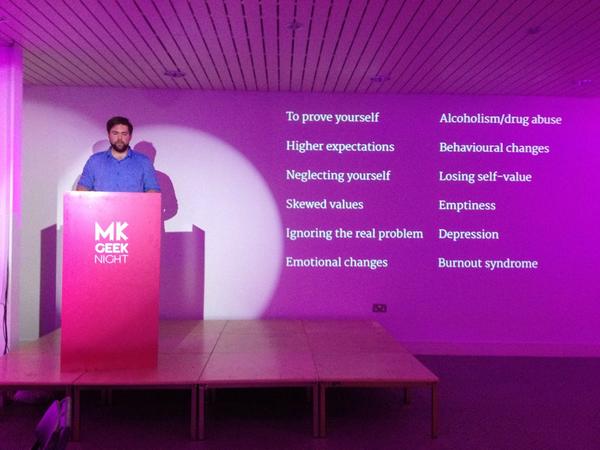 MK
GEEK
NIGHT
To prove yourself
Higher expectations
Neglecting yourself
Skewed values
Ignoring the real problem
Emotional changes
Alcoholism/drug abuse
Behavioural changes
Losing self-value
Emptiness
Depression
Burnout syndrome